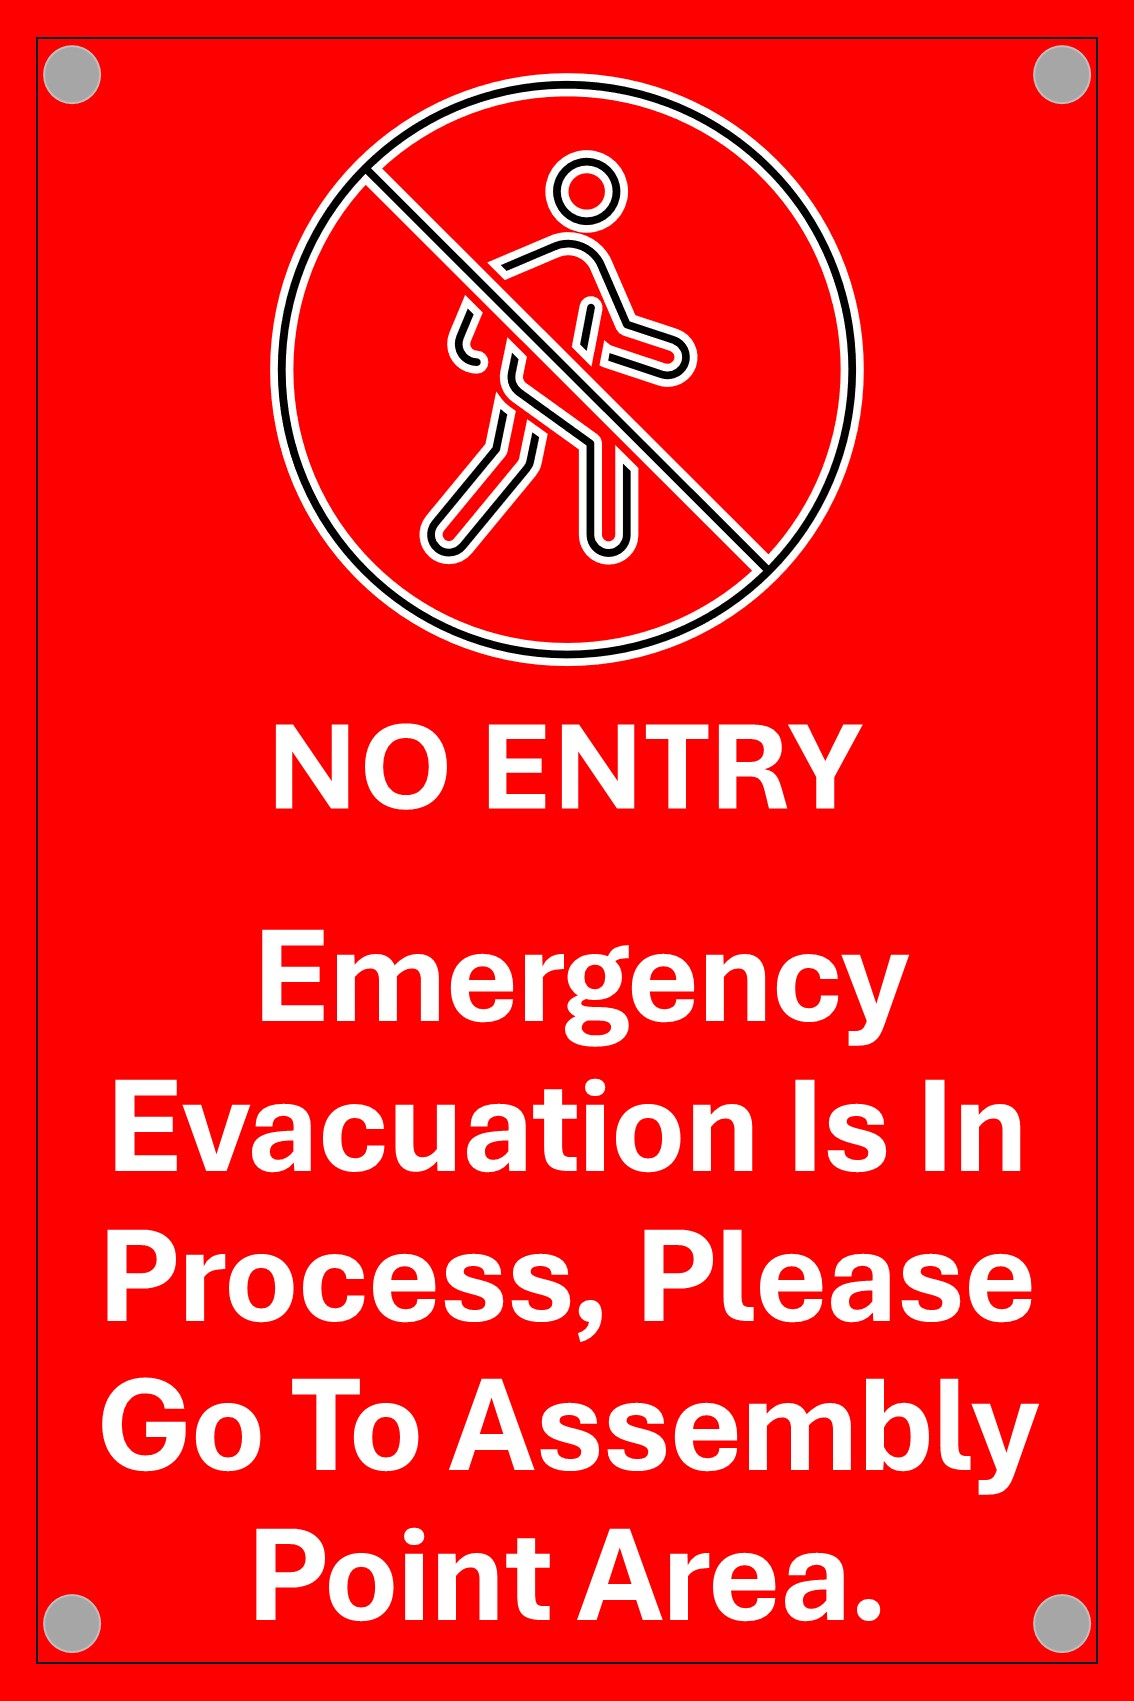 NO ENTRY
Emergency
Evacuation Is In
Process, Please
Go To Assembly
Point Area.